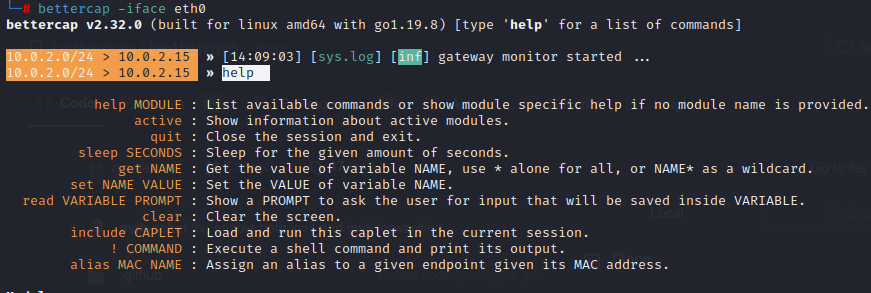 # bettercap -iface eth0
bettercap v2.32.0 (built for linux amd64 with go1.19.8) [type 'help' for a list of commands]
10.0.2.0/24 > 10.0.2.15 » [14:09:03] [sys.log] [inf] gateway monitor started ...
10.0.2.0/24 > 10.0.2.15 » help
help MODULE : List available commands or show module specific help if no module name is provided.
active : Show information about active modules.
quit : Close the session and exit.
sleep SECONDS : Sleep for the given amount of seconds.
get NAME : Get the value of variable NAME, use * alone for all, or NAME* as a wildcard.
set NAME VALUE : Set the VALUE of variable NAME.
read VARIABLE PROMPT : Show a PROMPT to ask the user for input that will be saved inside VARIABLE.
clear : Clear the screen.
include CAPLET : Load and run this caplet in the current session.
! COMMAND : Execute a shell command and print its output.
alias MAC NAME : Assign an alias to a given endpoint given its MAC address.